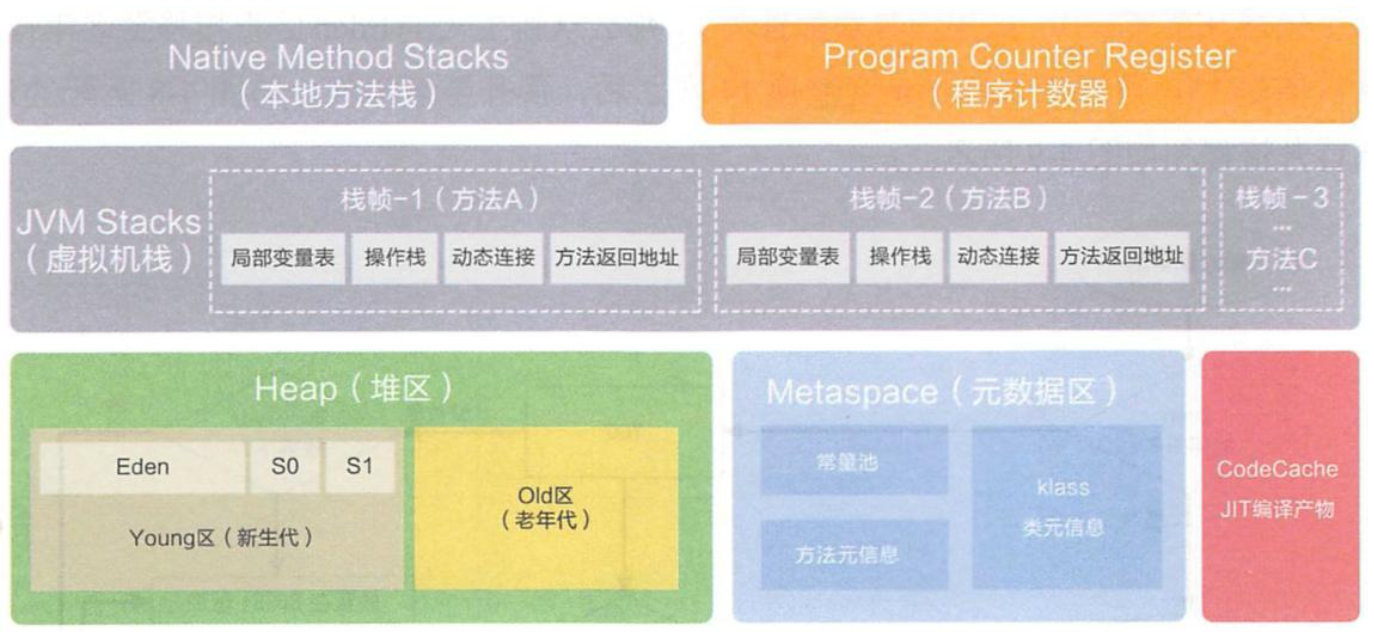 Native Method Stacks
（本地方法栈）
Program Counter Register
（程序计数器）
JVM Stacks
（虚拟机栈）
栈帧-1（方法A）
局部变量表
操作栈
动态连接
方法返回地址
栈帧-2（方法B）
局部变量表
操作栈
动态连接
方法返回地址
栈帧-3
...
方法C
...
Heap（堆区）
Eden
S0
S1
Young区（新生代）
Old区
（老年代）
Metaspace（元数据区）
常量池
方法元信息
klass
类元信息
CodeCache
JIT编译产物